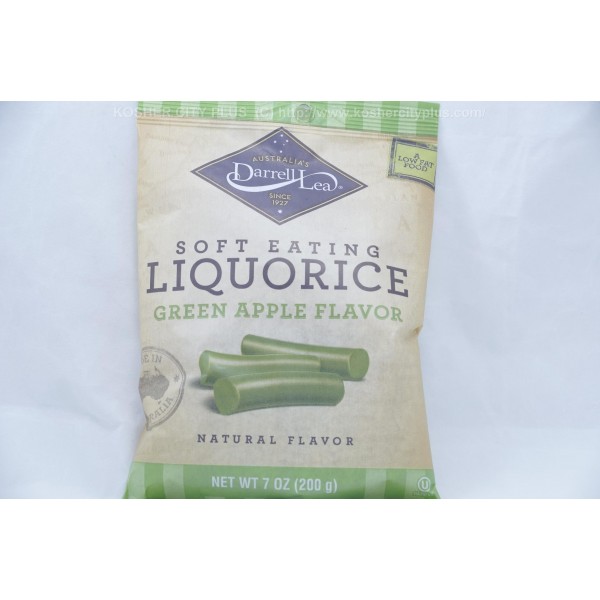 KOSHER CITY PLUS (C) http://www.koshercityplus.com/
AUSTRALIA'S
Darrell Lea®
SINCE
1927
A
LOW FAT
FOOD
SOFT EATING
LIQUORICE
GREEN APPLE FLAVOR
NATURAL FLAVOR
NET WT 7 OZ (200 g)
U